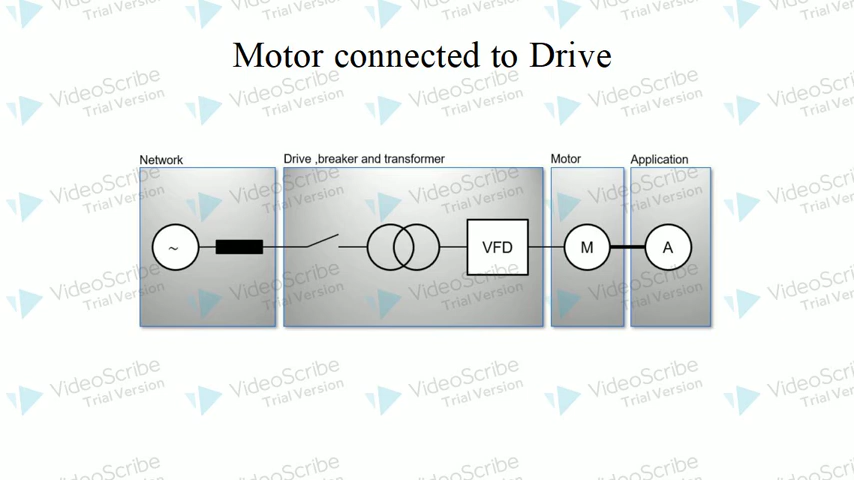 Motor connected to Drive
Network
Drive ,breaker and transformer
Motor
Application
~
VFD
M
A
VideoScribe
Trial Version